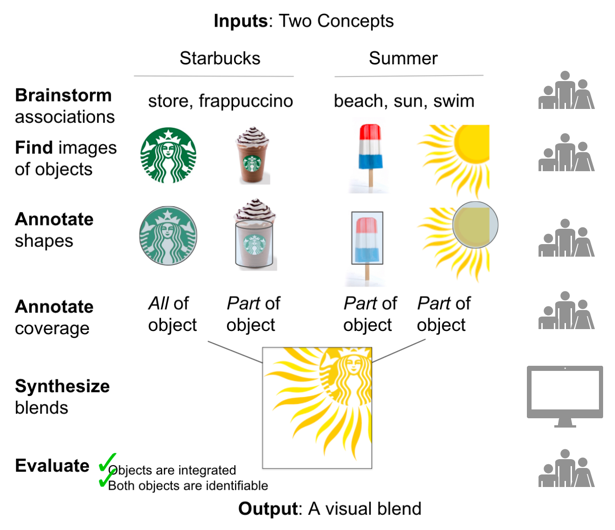 Inputs: Two Concepts
Starbucks
Summer
Brainstorm
associations
store, frappuccino
beach, sun, swim
Find images
of objects
Annotate
shapes
Annotate
coverage
All of
object
Part of
object
Part of
object
Part of
object
Synthesize
blends
Evaluate
Objects are integrated
Both objects are identifiable
Output: A visual blend